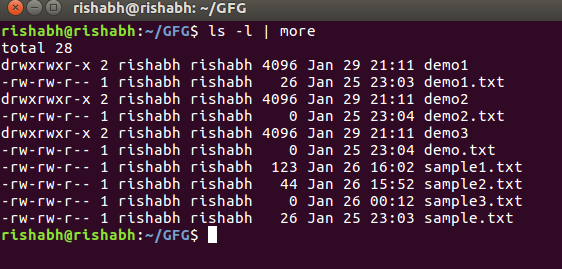 rishabh@rishabh: ~/GFG
rishabh@rishabh:~/GFG$ ls -l | more
total 28
drwxrwxr-x 2 rishabh rishabh 4096 Jan 29 21:11 demo1
-rw-rw-r-- 1 rishabh rishabh   26 Jan 25 23:03 demo1.txt
drwxrwxr-x 2 rishabh rishabh 4096 Jan 29 21:11 demo2
-rw-rw-r-- 1 rishabh rishabh    0 Jan 25 23:04 demo2.txt
drwxrwxr-x 2 rishabh rishabh 4096 Jan 29 21:11 demo3
-rw-rw-r-- 1 rishabh rishabh    0 Jan 25 23:04 demo.txt
-rw-rw-r-- 1 rishabh rishabh  123 Jan 26 16:02 sample1.txt
-rw-rw-r-- 1 rishabh rishabh   44 Jan 26 15:52 sample2.txt
-rw-rw-r-- 1 rishabh rishabh    0 Jan 26 00:12 sample3.txt
-rw-rw-r-- 1 rishabh rishabh   26 Jan 25 23:03 sample.txt
rishabh@rishabh:~/GFG$